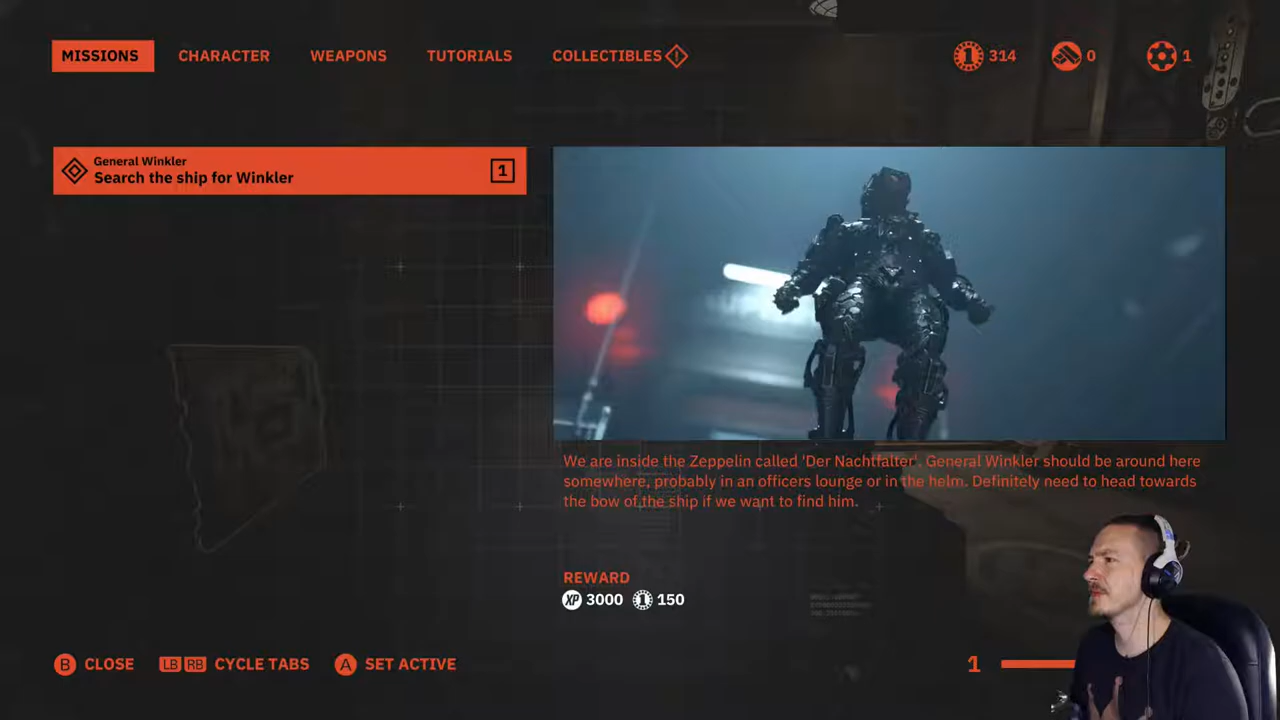 MISSIONS CHARACTER WEAPONS TUTORIALS COLLECTIBLES ! 1 314 0 1
General Winkler
Search the ship for Winkler 1
We are inside the Zeppelin called 'Der Nachtfalter'. General Winkler should be around here
somewhere, probably in an officers lounge or in the helm. Definitely need to head towards
the bow of the ship if we want to find him.
REWARD
XP 3000 1 150
B CLOSE LB RB CYCLE TABS A SET ACTIVE 1